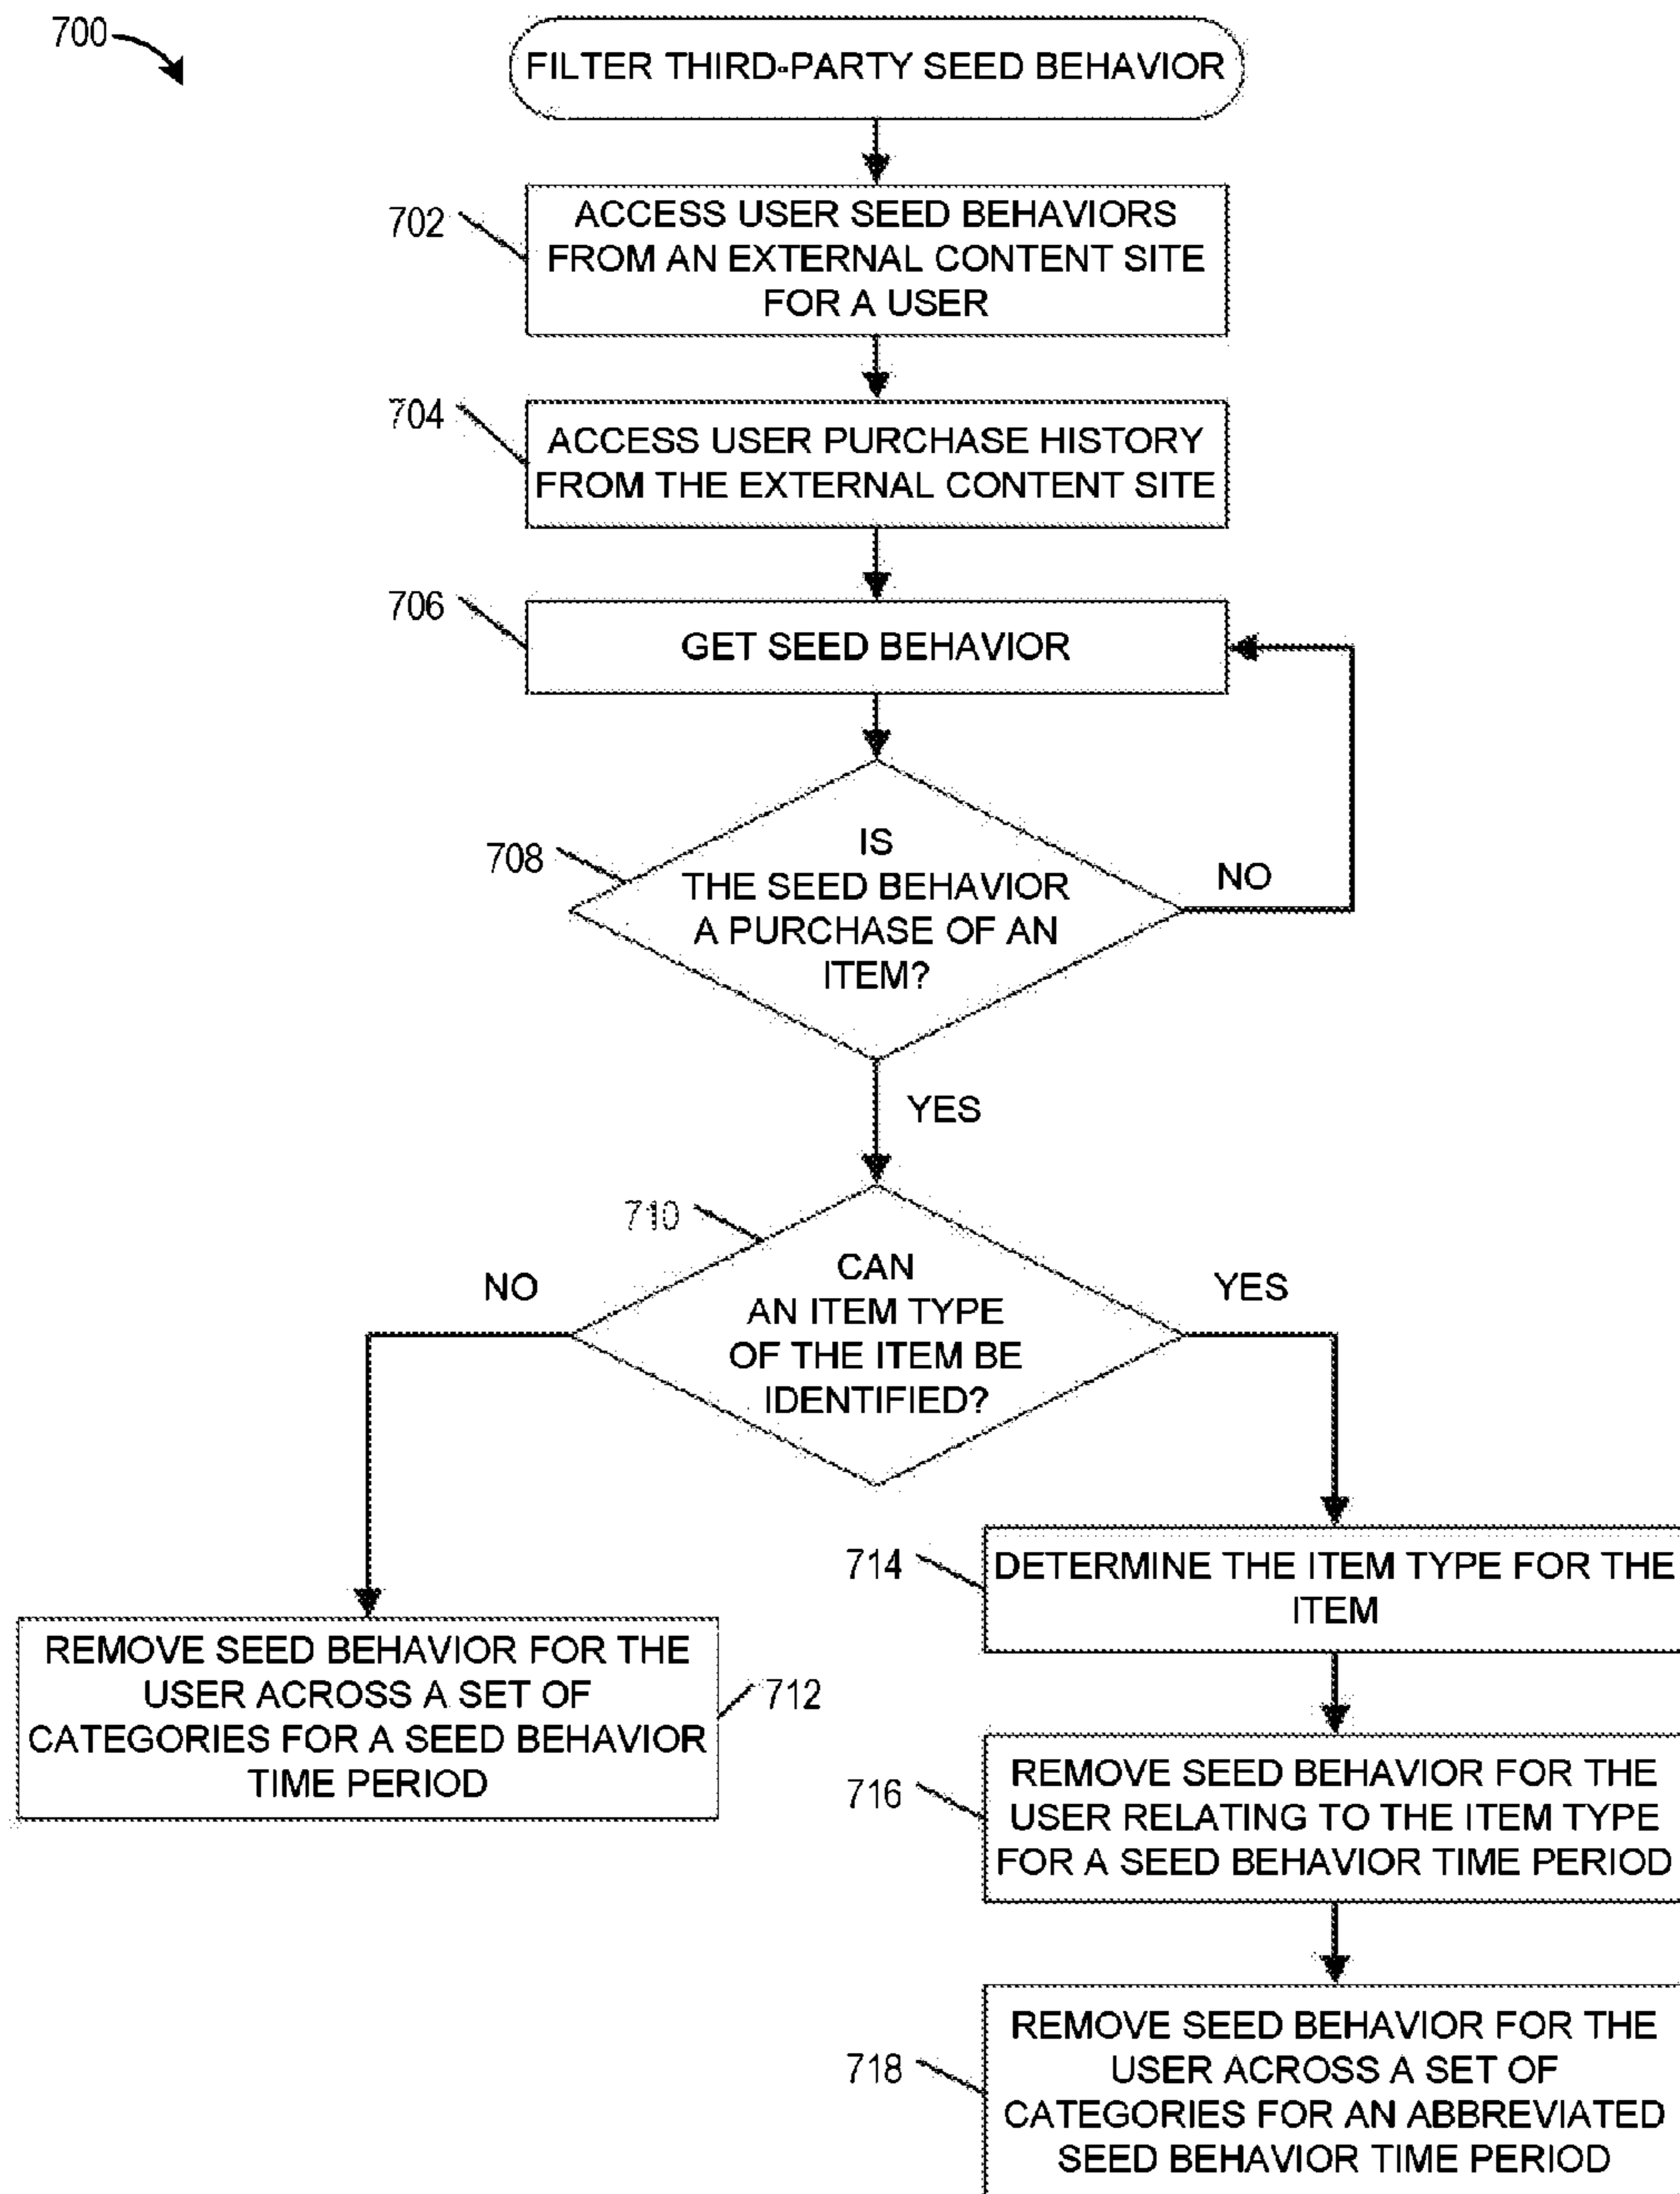 700
FILTER THIRD-PARTY SEED BEHAVIOR
702
ACCESS USER SEED BEHAVIORS
FROM AN EXTERNAL CONTENT SITE
FOR A USER
704
ACCESS USER PURCHASE HISTORY
FROM THE EXTERNAL CONTENT SITE
706
GET SEED BEHAVIOR
708
IS
THE SEED BEHAVIOR
A PURCHASE OF AN
ITEM?
NO
YES
710
CAN
AN ITEM TYPE
OF THE ITEM BE
IDENTIFIED?
NO
YES
REMOVE SEED BEHAVIOR FOR THE
USER ACROSS A SET OF
CATEGORIES FOR A SEED BEHAVIOR
TIME PERIOD
712
714
DETERMINE THE ITEM TYPE FOR THE
ITEM
716
REMOVE SEED BEHAVIOR FOR THE
USER RELATING TO THE ITEM TYPE
FOR A SEED BEHAVIOR TIME PERIOD
718
REMOVE SEED BEHAVIOR FOR THE
USER ACROSS A SET OF
CATEGORIES FOR AN ABBREVIATED
SEED BEHAVIOR TIME PERIOD